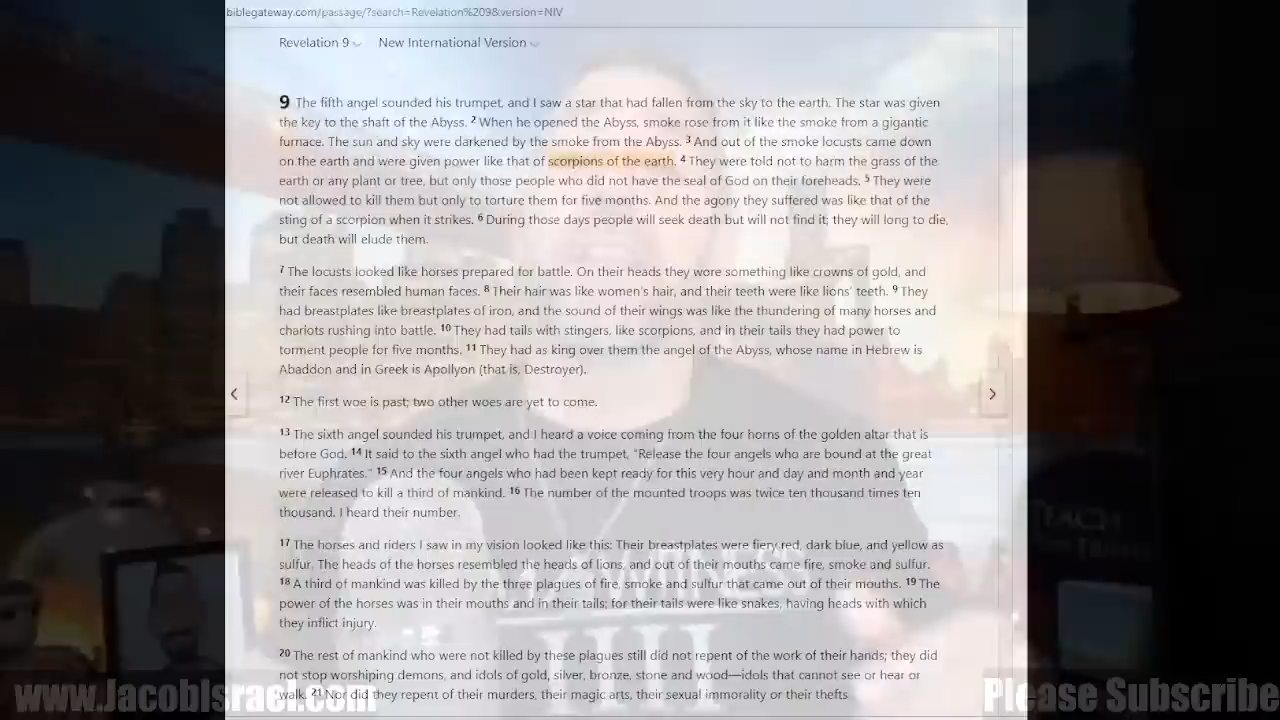 biblegateway.com/passage/?search=Revelation%209&version=NIV
Revelation 9 New International Version
9 The fifth angel sounded his trumpet, and I saw a star that had fallen from the sky to the earth. The star was given
the key to the shaft of the Abyss. 2 When he opened the Abyss, smoke rose from it like the smoke from a gigantic
furnace. The sun and sky were darkened by the smoke from the Abyss. 3 And out of the smoke locusts came down
on the earth and were given power like that of scorpions of the earth. 4 They were told not to harm the grass of the
earth or any plant or tree, but only those people who did not have the seal of God on their foreheads. 5 They were
not allowed to kill them but only to torture them for five months. And the agony they suffered was like that of the
sting of a scorpion when it strikes. 6 During those days people will seek death but will not find it; they will long to die,
but death will elude them.
7 The locusts looked like horses prepared for battle. On their heads they wore something like crowns of gold, and
their faces resembled human faces. 8 Their hair was like women's hair, and their teeth were like lions' teeth. 9 They
had breastplates like breastplates of iron, and the sound of their wings was like the thundering of many horses and
chariots rushing into battle. 10 They had tails with stingers, like scorpions, and in their tails they had power to
torment people for five months. 11 They had as king over them the angel of the Abyss, whose name in Hebrew is
Abaddon and in Greek is Apollyon (that is, Destroyer).
12 The first woe is past; two other woes are yet to come.
13 The sixth angel sounded his trumpet, and I heard a voice coming from the four horns of the golden altar that is
before God. 14 It said to the sixth angel who had the trumpet, "Release the four angels who are bound at the great
river Euphrates." 15 And the four angels who had been kept ready for this very hour and day and month and year
were released to kill a third of mankind. 16 The number of the mounted troops was twice ten thousand times ten
thousand. I heard their number.
17 The horses and riders I saw in my vision looked like this: Their breastplates were fiery red, dark blue, and yellow as
sulfur. The heads of the horses resembled the heads of lions, and out of their mouths came fire, smoke and sulfur.
18 A third of mankind was killed by the three plagues of fire, smoke and sulfur that came out of their mouths. 19 The
power of the horses was in their mouths and in their tails; for their tails were like snakes, having heads with which
they inflict injury.
20 The rest of mankind who were not killed by these plagues still did not repent of the work of their hands; they did
not stop worshiping demons, and idols of gold, silver, bronze, stone and wood—idols that cannot see or hear or
walk. 21 Nor did they repent of their murders, their magic arts, their sexual immorality or their thefts
TEACH
www.JacobIsrael.com
Please Subscribe